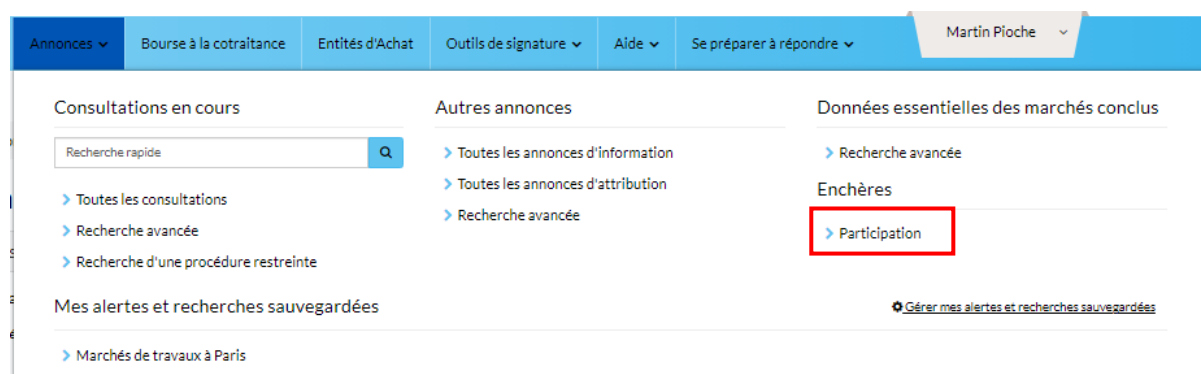 Annonces Bourse à la cotraitance Entités d'Achat Outils de signature Aide Se préparer à répondre Martin Pioche
Consultations en cours
Recherche rapide
Toutes les consultations
Recherche avancée
Recherche d'une procédure restreinte
Autres annonces
Toutes les annonces d'information
Toutes les annonces d'attribution
Recherche avancée
Données essentielles des marchés conclus
Recherche avancée
Enchères
Participation
Mes alertes et recherches sauvegardées
Gérer mes alertes et recherches sauvegardées
Marchés de travaux à Paris